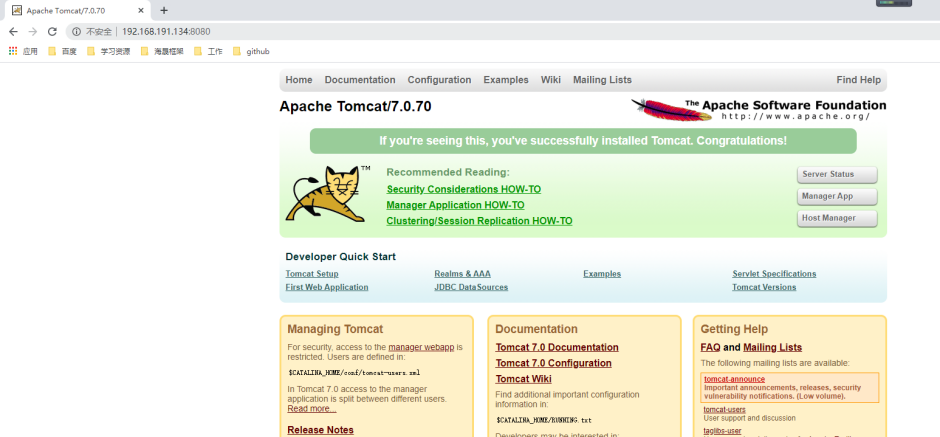 Apache Tomcat/7.0.70
不安全 | 192.168.191.134:8080
应用 百度 学习资源 海晟框架 工作 github
Home Documentation Configuration Examples Wiki Mailing Lists Find Help
Apache Tomcat/7.0.70
The Apache Software Foundation
http://www.apache.org/
If you're seeing this, you've successfully installed Tomcat. Congratulations!
TM
Recommended Reading:
Security Considerations HOW-TO
Manager Application HOW-TO
Clustering/Session Replication HOW-TO
Server Status
Manager App
Host Manager
Developer Quick Start
Tomcat Setup Realms & AAA Examples Servlet Specifications
First Web Application JDBC DataSources Tomcat Versions
Managing Tomcat
For security, access to the manager webapp is
restricted. Users are defined in:
$CATALINA_HOME/conf/tomcat-users.xml
In Tomcat 7.0 access to the manager
application is split between different users.
Read more...
Release Notes
Documentation
Tomcat 7.0 Documentation
Tomcat 7.0 Configuration
Tomcat Wiki
Find additional important configuration
information in:
$CATALINA_HOME/RUNNING.txt
Developers may be interested in:
Getting Help
FAQ and Mailing Lists
The following mailing lists are available:
tomcat-announce
Important announcements, releases, security
vulnerability notifications. (Low volume).
tomcat-users
User support and discussion
taglibs-user